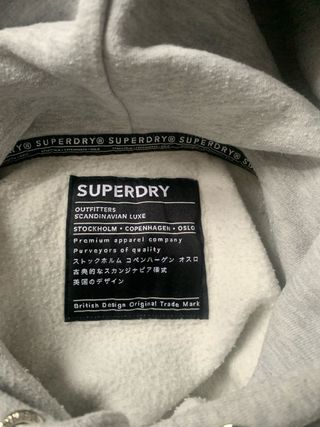 SUPERDRY® SUPERDRY® SUPERDRY®
SUPERDRY
OUTFITTERS
SCANDINAVIAN LUXE
STOCKHOLM • COPENHAGEN • OSLO
Premium apparel company
Purveyors of quality
ストックホルム コペンハーゲン オスロ
古典的なスカンジナビア様式
英国のデザイン
British Design Original Trade Mark